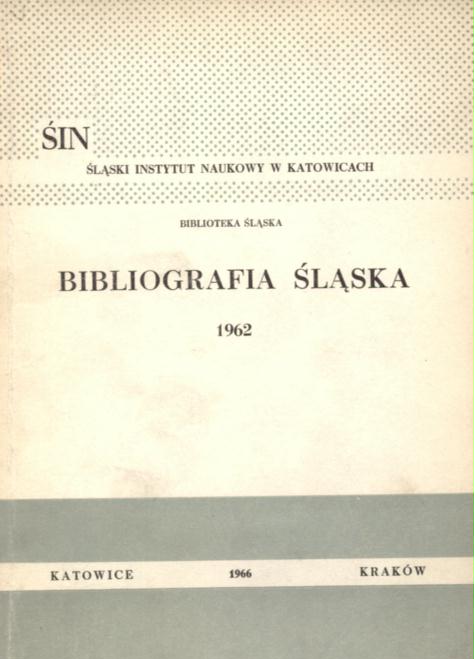 ŚIN
ŚLĄSKI INSTYTUT NAUKOWY W KATOWICACH
BIBLIOTEKA ŚLĄSKA
BIBLIOGRAFIA ŚLĄSKA
1962
KATOWICE 1966 KRAKÓW